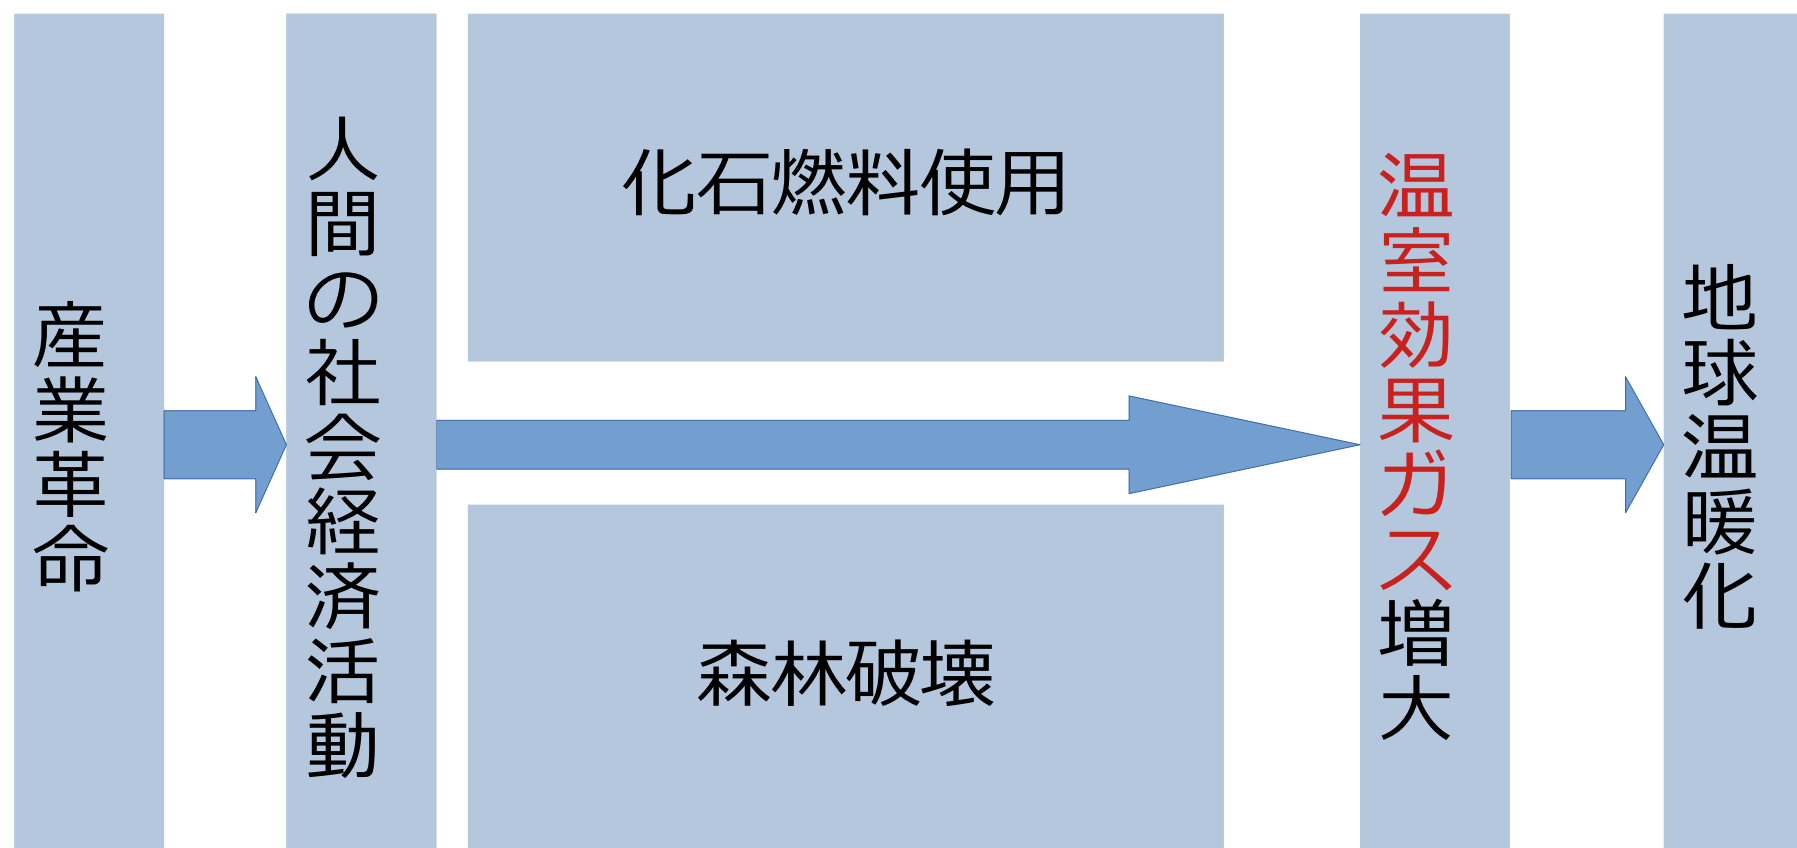 産業革命
人間の社会経済活動
化石燃料使用
森林破壊
温室効果ガス増大
地球温暖化